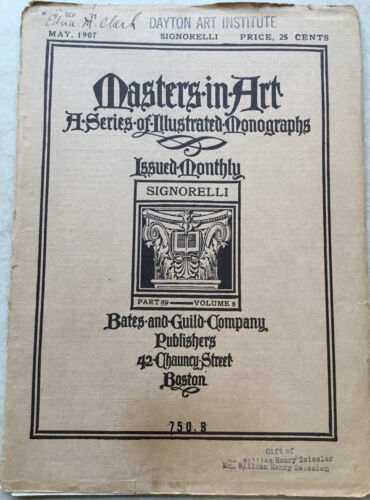 Edna M. Clark
DAYTON ART INSTITUTE
MAY, 1907 SIGNORELLI PRICE, 25 CENTS
Masters-in-Art
A-Series-of-Illustrated-Monographs
Issued-Monthly
SIGNORELLI
PART 89 VOLUME 8
Bates-and-Guild-Company
Publishers
42-Chauncy-Street
Boston
750.B
Gift of
William Henry Zwiesler
Mrs. William Henry Zwiesler